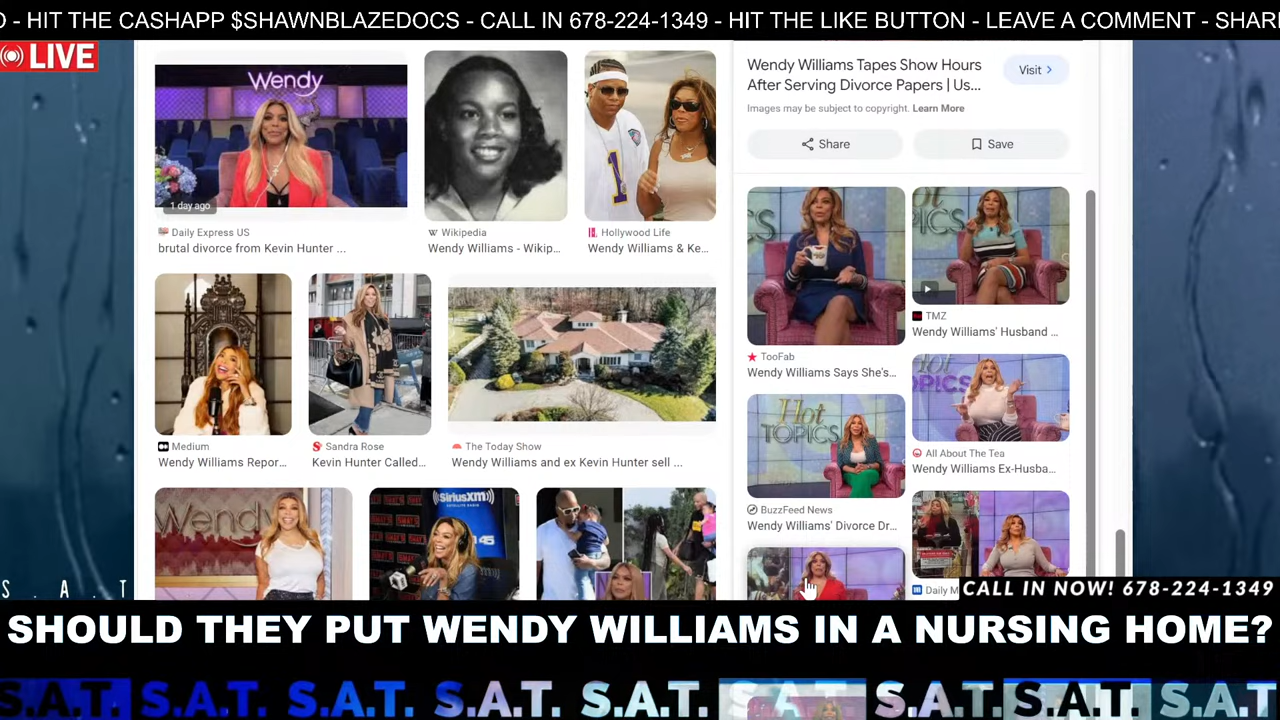 O - HIT THE CASHAPP $SHAWNBLAZEDOCS - CALL IN 678-224-1349 - HIT THE LIKE BUTTON - LEAVE A COMMENT - SHAR
LIVE
Wendy
1 day ago
Daily Express US
brutal divorce from Kevin Hunter ...
W Wikipedia
Wendy Williams - Wikip...
Hollywood Life
Wendy Williams & Ke...
Medium
Wendy Williams Repor...
Sandra Rose
Kevin Hunter Called...
The Today Show
Wendy Williams and ex Kevin Hunter sell ...
Wendy
SiriusXM
SATELLITE RADIO
45
Wendy Williams Tapes Show Hours
After Serving Divorce Papers | Us...
Visit >
Images may be subject to copyright. Learn More
Share
Save
TooFab
Wendy Williams Says She's...
TOPICS
TMZ
Wendy Williams' Husband ...
Hot
TOPICS
BuzzFeed News
Wendy Williams' Divorce Dr...
Hot
OPICS
All About The Tea
Wendy Williams Ex-Husba...
Daily M
S . A . T
CALL IN NOW! 678-224-1349
SHOULD THEY PUT WENDY WILLIAMS IN A NURSING HOME?
S.A.T. S.A.T. S.A.T. S.A.T. S.A.T. S.A.T. S.A.T. S.A.T. S.A.T